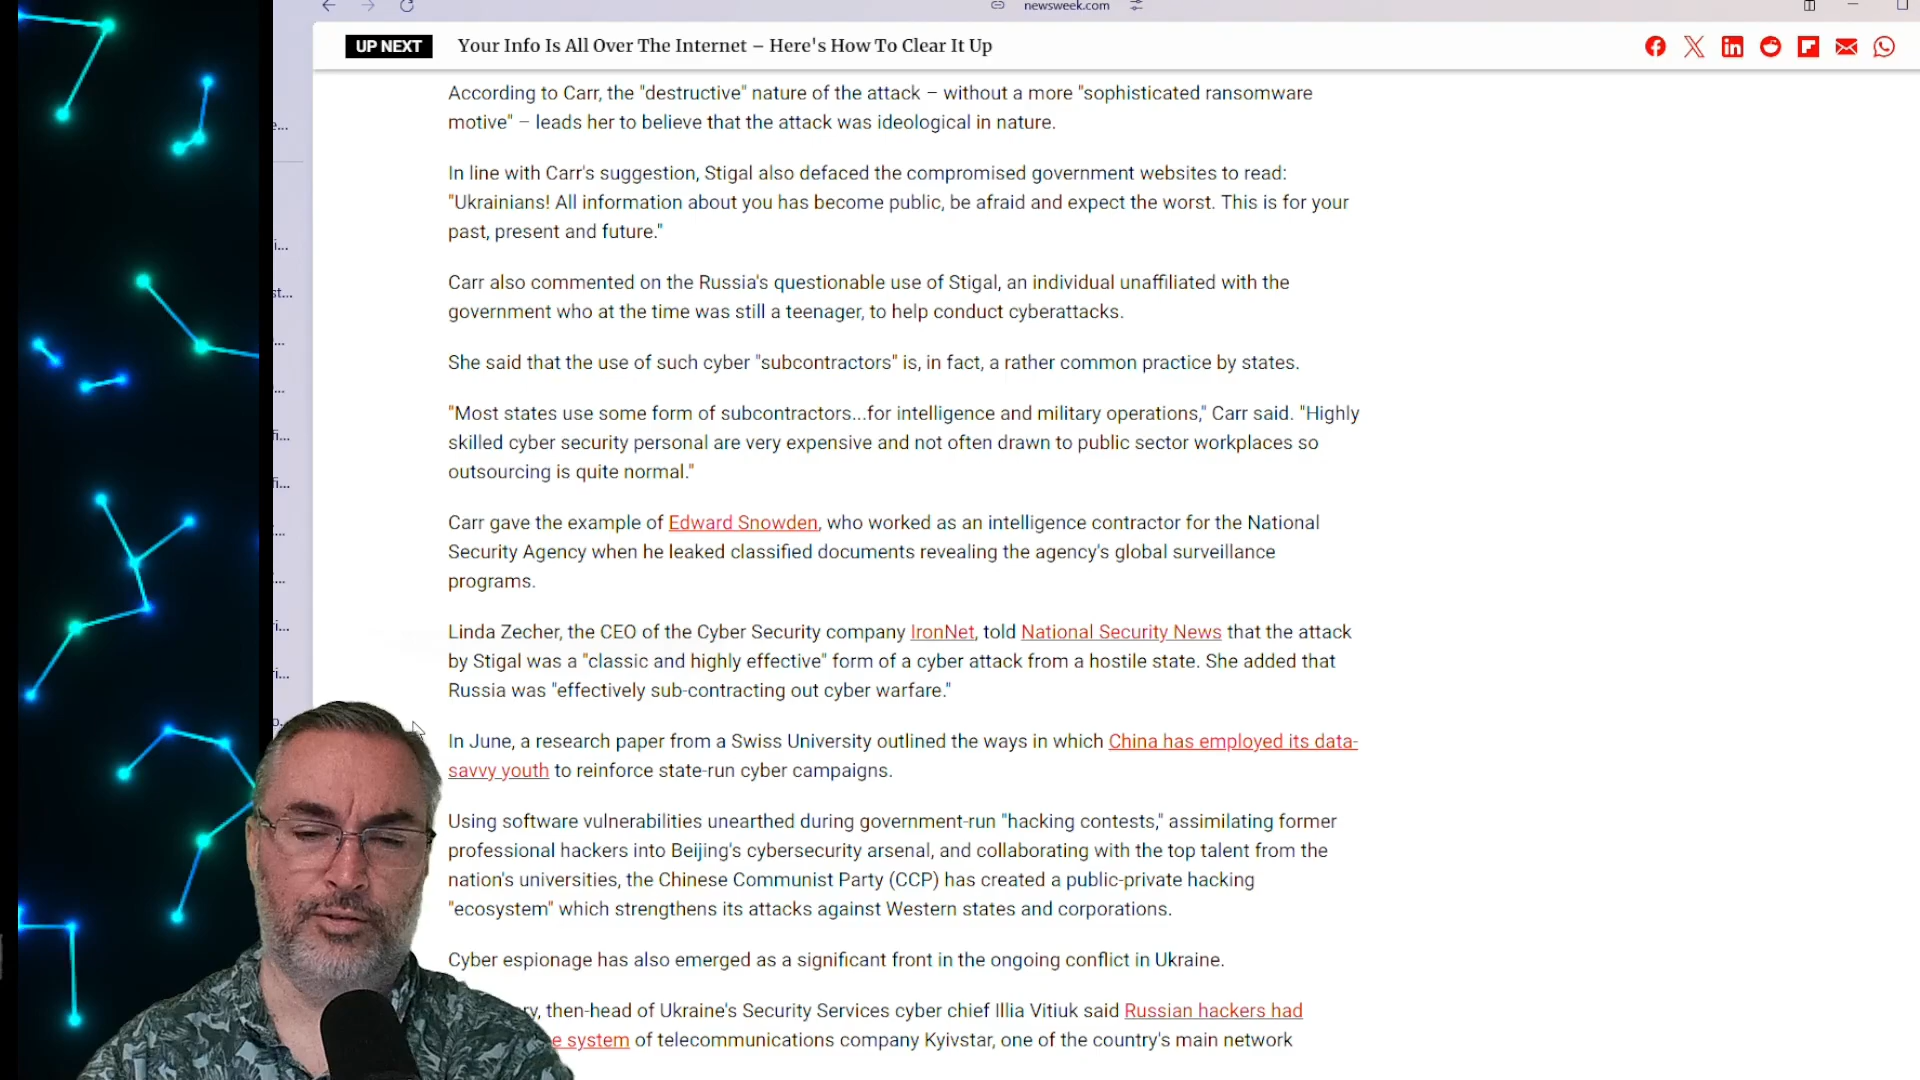 newsweek.com
UP NEXT Your Info Is All Over The Internet – Here's How To Clear It Up
According to Carr, the "destructive" nature of the attack – without a more "sophisticated ransomware
motive" – leads her to believe that the attack was ideological in nature.
In line with Carr's suggestion, Stigal also defaced the compromised government websites to read:
"Ukrainians! All information about you has become public, be afraid and expect the worst. This is for your
past, present and future."
Carr also commented on the Russia's questionable use of Stigal, an individual unaffiliated with the
government who at the time was still a teenager, to help conduct cyberattacks.
She said that the use of such cyber "subcontractors" is, in fact, a rather common practice by states.
"Most states use some form of subcontractors...for intelligence and military operations," Carr said. "Highly
skilled cyber security personal are very expensive and not often drawn to public sector workplaces so
outsourcing is quite normal."
Carr gave the example of Edward Snowden, who worked as an intelligence contractor for the National
Security Agency when he leaked classified documents revealing the agency's global surveillance
programs.
Linda Zecher, the CEO of the Cyber Security company IronNet, told National Security News that the attack
by Stigal was a "classic and highly effective" form of a cyber attack from a hostile state. She added that
Russia was "effectively sub-contracting out cyber warfare."
In June, a research paper from a Swiss University outlined the ways in which China has employed its data-
savvy youth to reinforce state-run cyber campaigns.
Using software vulnerabilities unearthed during government-run "hacking contests," assimilating former
professional hackers into Beijing's cybersecurity arsenal, and collaborating with the top talent from the
nation's universities, the Chinese Communist Party (CCP) has created a public-private hacking
"ecosystem" which strengthens its attacks against Western states and corporations.
Cyber espionage has also emerged as a significant front in the ongoing conflict in Ukraine.
then-head of Ukraine's Security Services cyber chief Illia Vitiuk said Russian hackers had
system of telecommunications company Kyivstar, one of the country's main network